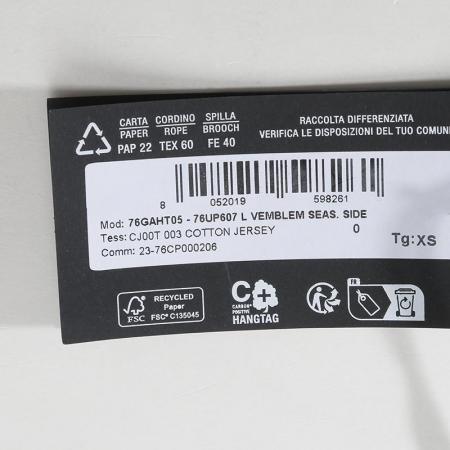 CARTA CORDINO SPILLA
PAPER ROPE BROOCH
PAP 22 TEX 60 FE 40
RACCOLTA DIFFERENZIATA
VERIFICA LE DISPOSIZIONI DEL TUO COMUN
8 052019 598261
Mod: 76GAHT05 - 76UP607 L VEMBLEM SEAS. SIDE
Tess: CJ00T 003 COTTON JERSEY 0
Comm: 23-76CP000206
Tg: XS
FSC
RECYCLED
Paper
FSC® C135045
CARBON+
POSITIVE
HANGTAG
FR